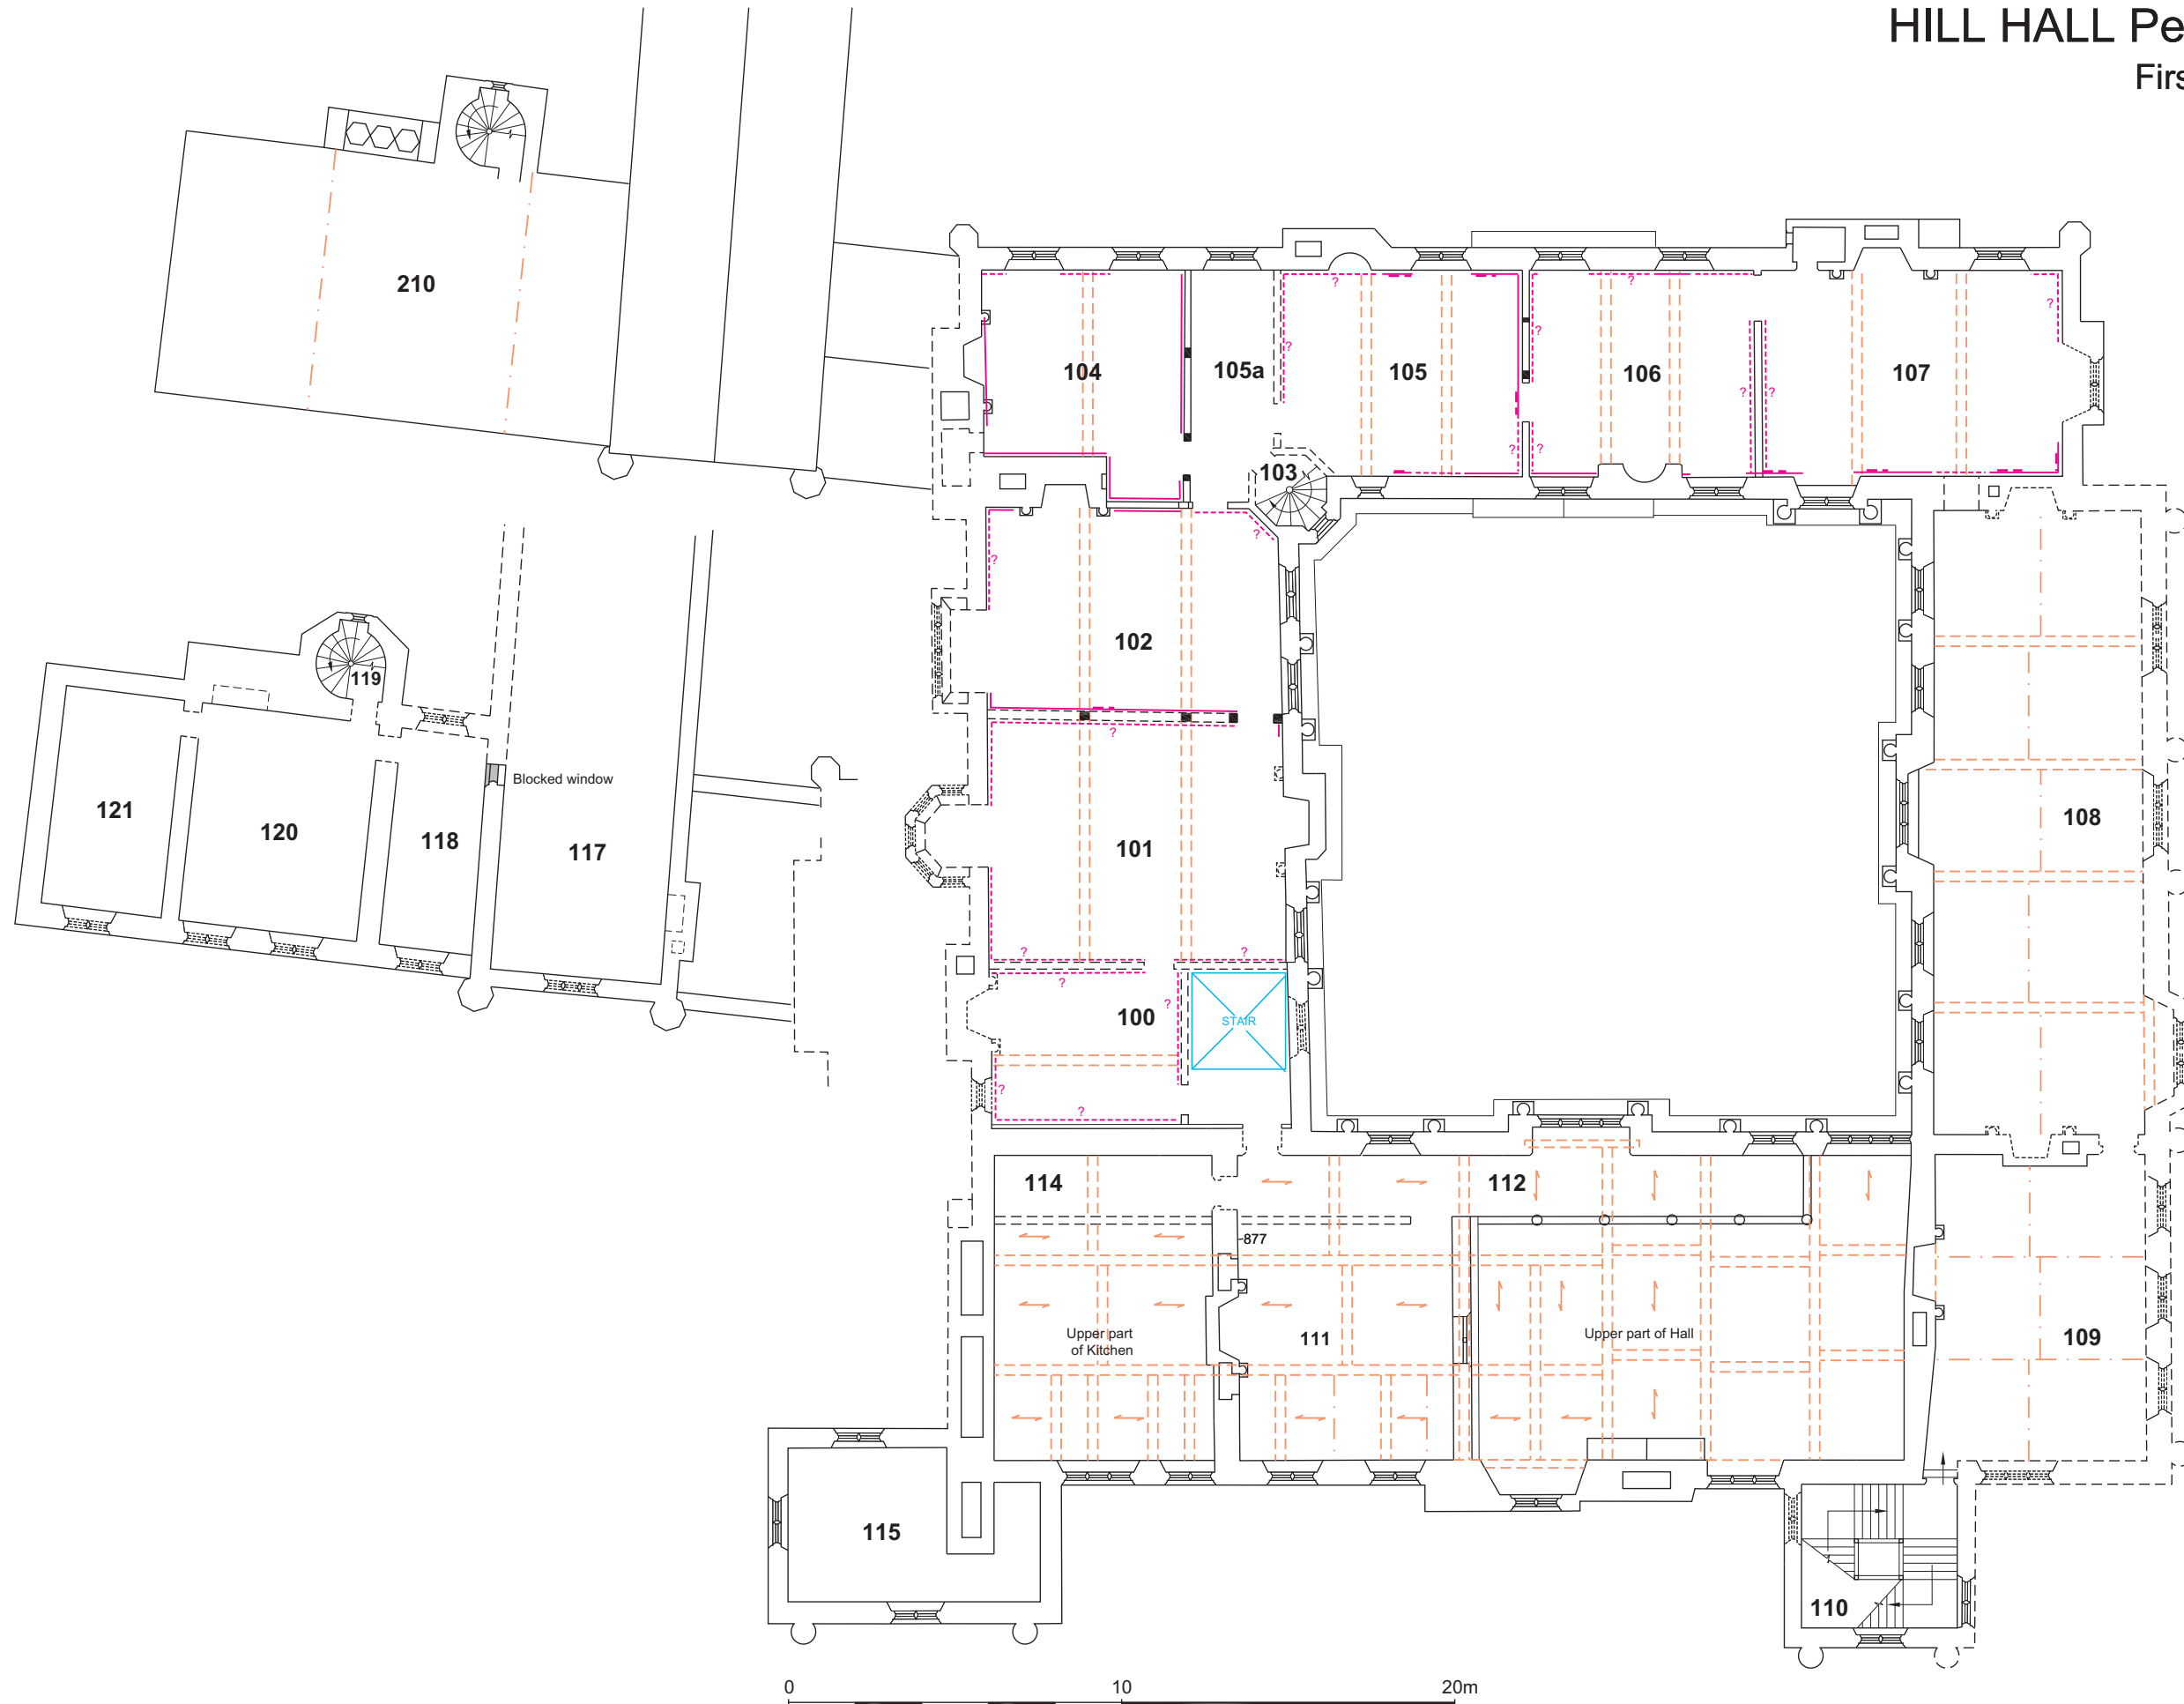 HILL HALL Pe
Firs
210
104
105a
105
106
107
103
102
119
Blocked window
121
120
118
117
101
108
100
STAIR
114
112
877
Upper part
of Kitchen
111
Upper part of Hall
109
115
110
0 10 20m
? ? ? ? ? ? ? ? ? ? ? ? ? ? ? ? ? ? ?